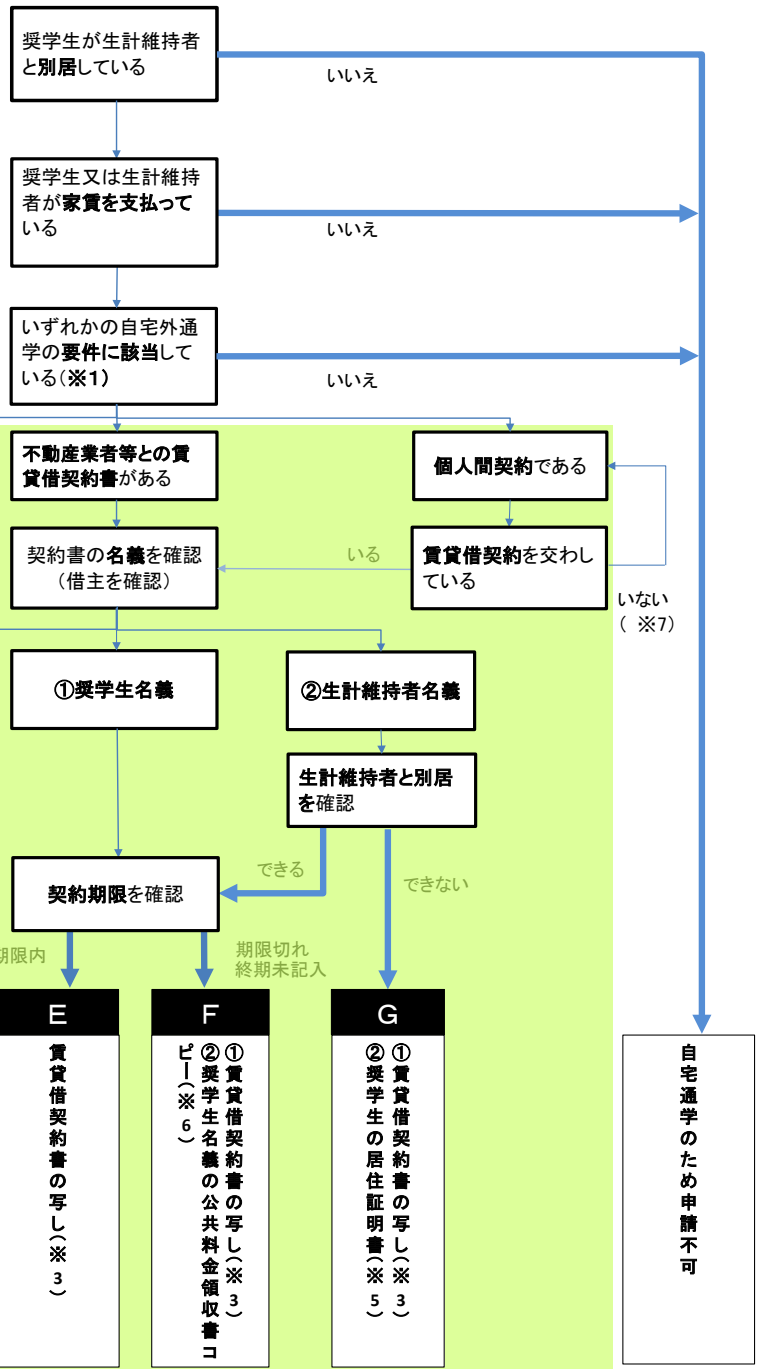 奨学生が生計維持者
と別居している
いいえ
奨学生又は生計維持
者が家賃を支払って
いる
いいえ
いずれかの自宅外通
学の要件に該当して
いる(※1)
いいえ
不動産業者等との賃
貸借契約書がある
個人間契約である
契約書の名義を確認
(借主を確認)
いる
賃貸借契約を交わし
ている
いない
( ※7)
①奨学生名義
②生計維持者名義
生計維持者と別居
を確認
できる
できない
契約期限を確認
期限内
期限切れ
終期未記入
E
賃貸借契約書の写し(※3)
F
①賃貸借契約書の写し(※3)
②奨学生名義の公共料金領収書コ
ピー(※6)
G
①賃貸借契約書の写し(※3)
②奨学生の居住証明書(※5)
自宅通学のため申請不可